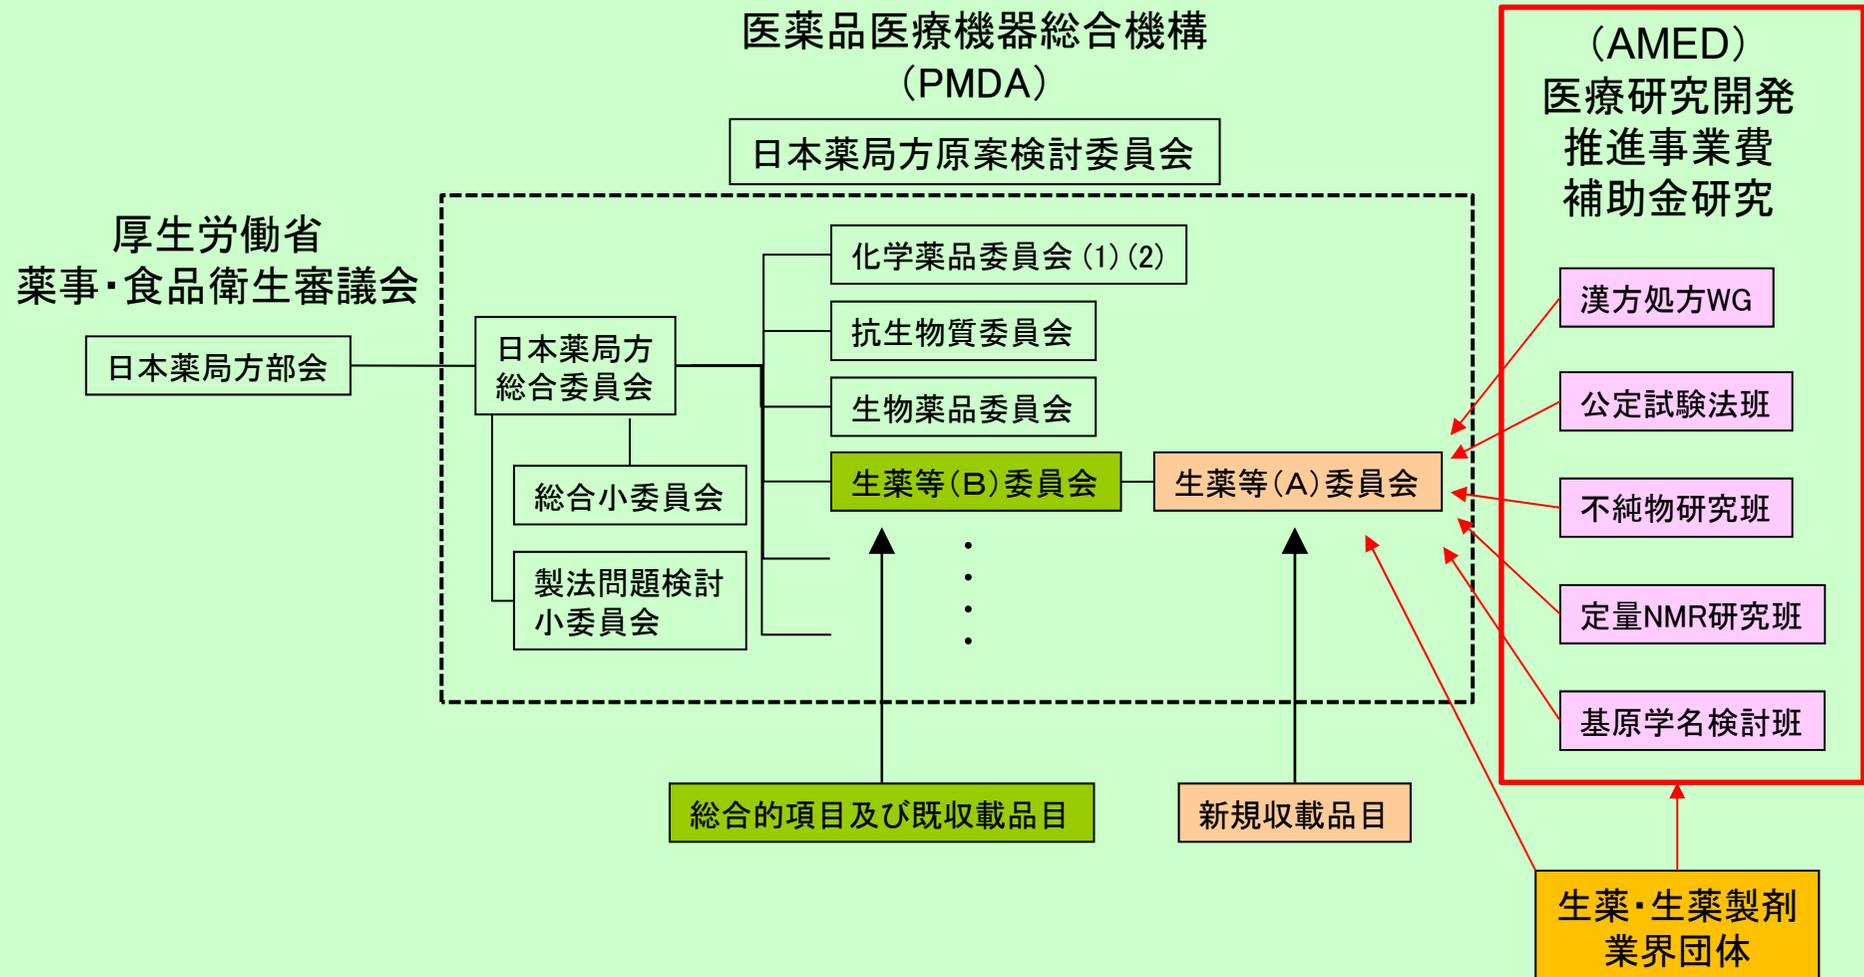 医薬品医療機器総合機構
(PMDA)
日本薬局方原案検討委員会
厚生労働省
薬事・食品衛生審議会
日本薬局方部会
日本薬局方
総合委員会
総合小委員会
製法問題検討
小委員会
化学薬品委員会(1)(2)
抗生物質委員会
生物薬品委員会
生薬等(B)委員会
生薬等(A)委員会
総合的項目及び既収載品目
新規収載品目
(AMED)
医療研究開発
推進事業費
補助金研究
漢方処方WG
公定試験法班
不純物研究班
定量NMR研究班
基原学名検討班
生薬・生薬製剤
業界団体